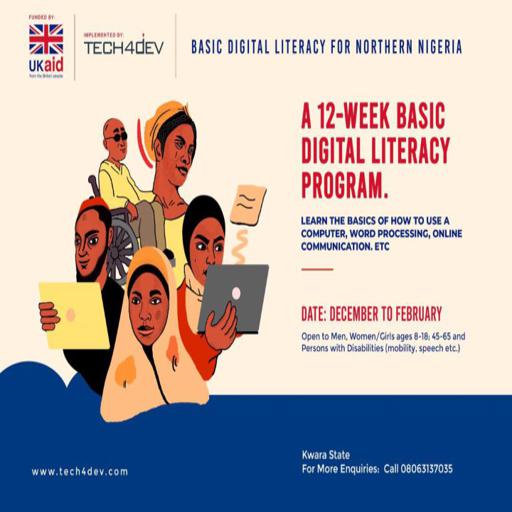 FUNDED BY:
UKaid
from the British people
IMPLEMENTED BY:
TECH4DEV
BASIC DIGITAL LITERACY FOR NORTHERN NIGERIA
A 12-WEEK BASIC
DIGITAL LITERACY
PROGRAM.
LEARN THE BASICS OF HOW TO USE A
COMPUTER, WORD PROCESSING, ONLINE
COMMUNICATION. ETC
DATE: DECEMBER TO FEBRUARY
Open to Men, Women/Girls ages 8-18; 45-65 and
Persons with Disabilities (mobility, speech etc.)
Kwara State
For More Enquiries: Call 08063137035
www.tech4dev.com